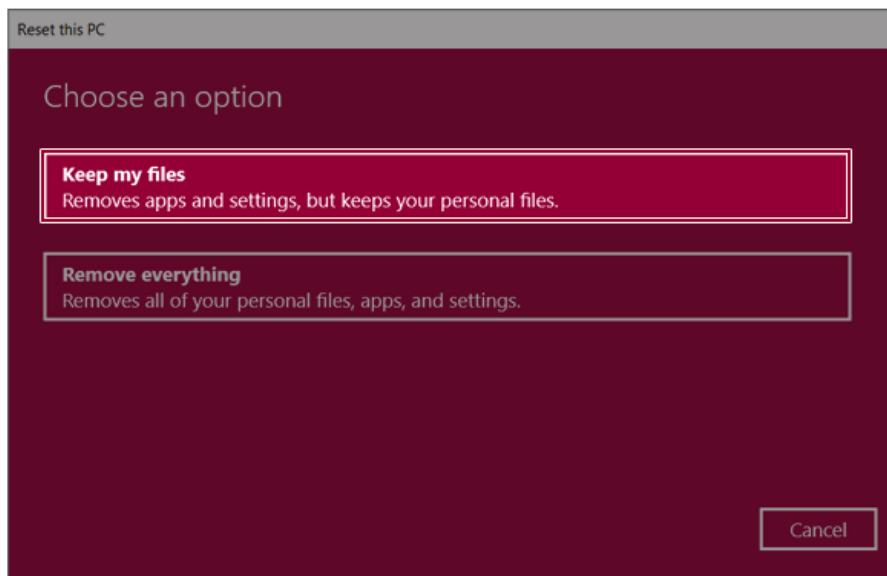 Reset this PC
Choose an option
Keep my files
Removes apps and settings, but keeps your personal files.
Remove everything
Removes all of your personal files, apps, and settings.
Cancel